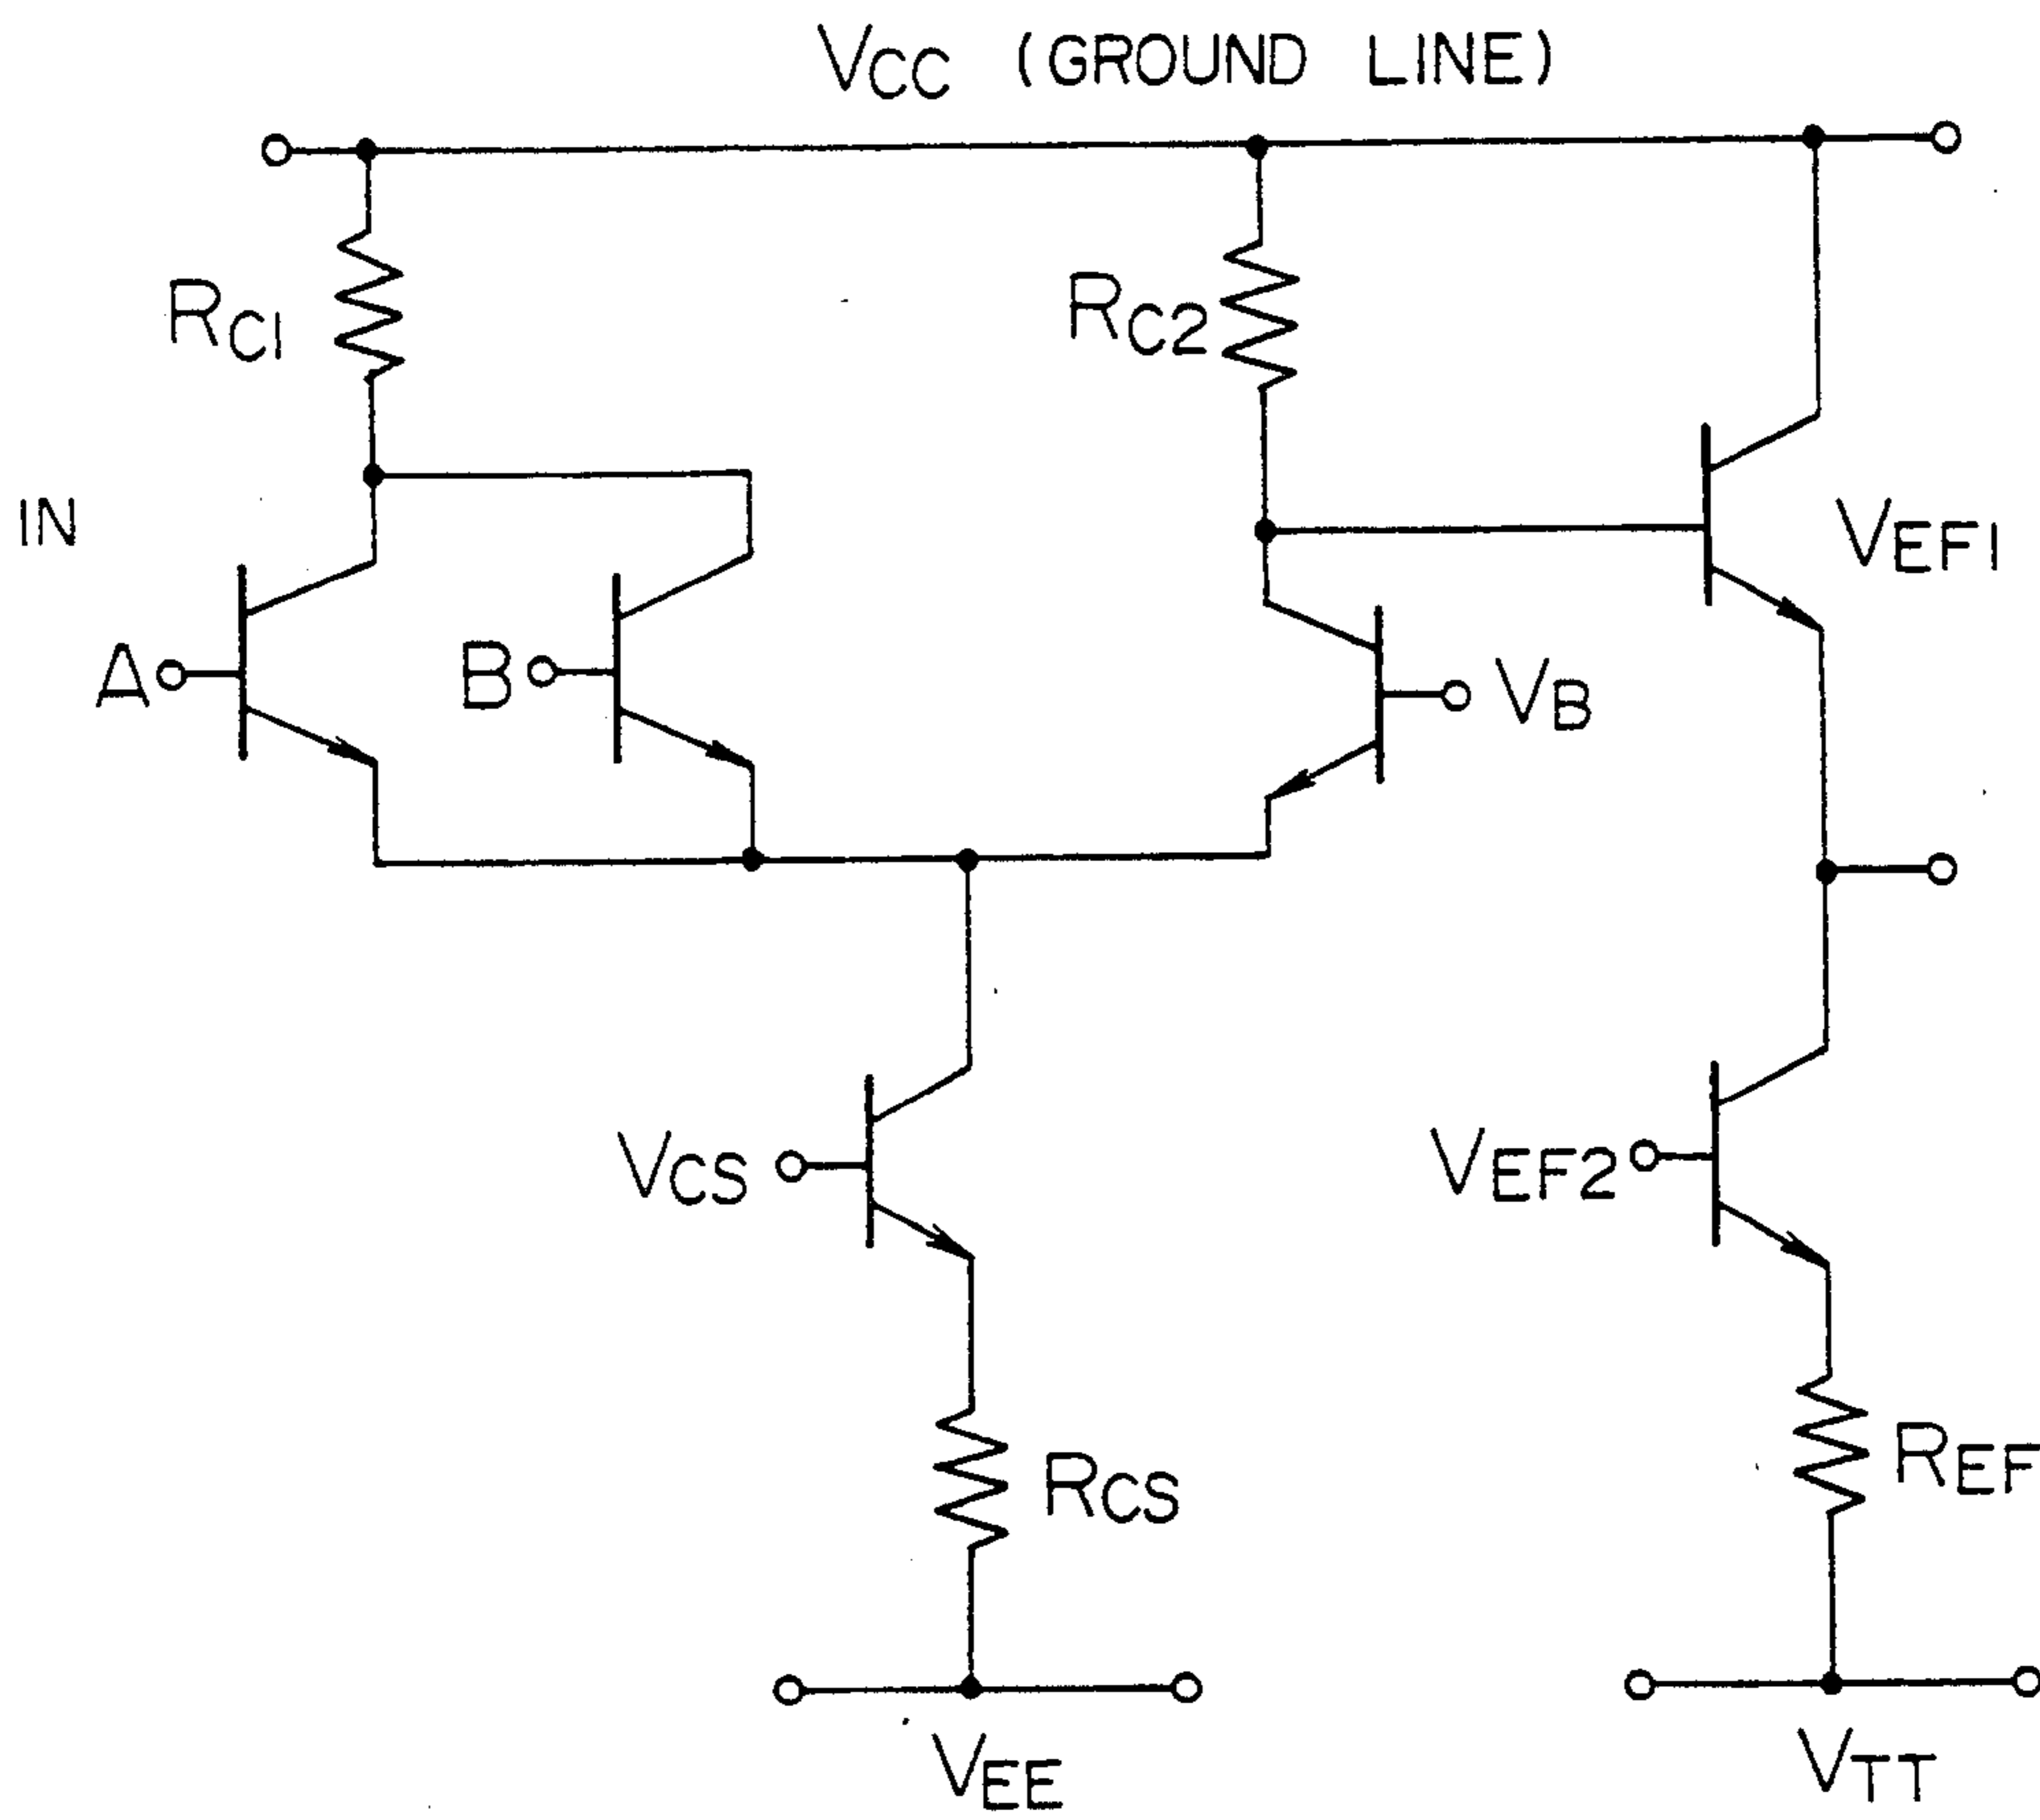 VCC (GROUND LINE)
RC1
RC2
IN
VEF1
A
B
VB
VCS
VEF2
RCS
REF
VEE
VTT